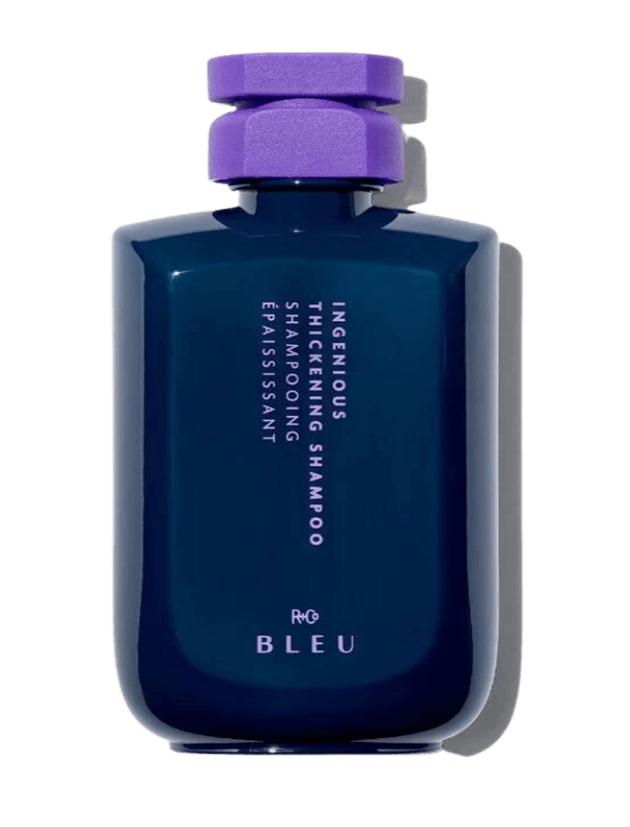 INGENIOUS
THICKENING SHAMPOO
SHAMPOOING
ÉPAISSISSANT
R+Co
BLEU